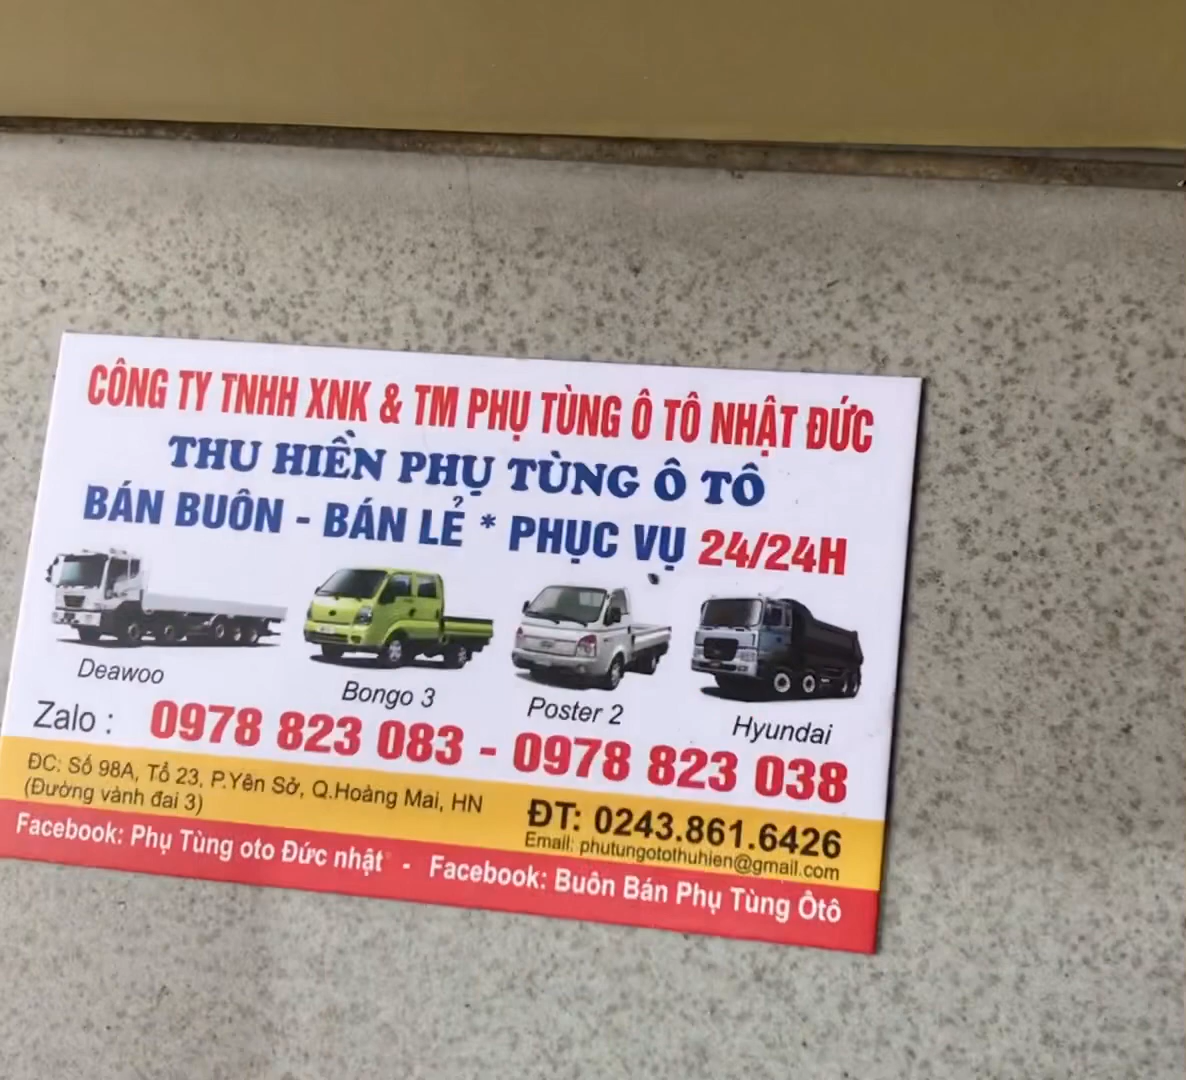 CÔNG TY TNHH XNK & TM PHỤ TÙNG Ô TÔ NHẬT ĐỨC
THU HIỀN PHỤ TÙNG Ô TÔ
BÁN BUÔN - BÁN LẺ * PHỤC VỤ 24/24H
Deawoo
Bongo 3
Poster 2
Hyundai
Zalo : 0978 823 083 - 0978 823 038
ĐC: Số 98A, Tổ 23, P.Yên Sở, Q.Hoàng Mai, HN
(Đường vành đai 3)
ĐT: 0243.861.6426
Email: phutungotothuhien@gmail.com
Facebook: Phụ Tùng oto Đức nhật - Facebook: Buôn Bán Phụ Tùng Ôtô